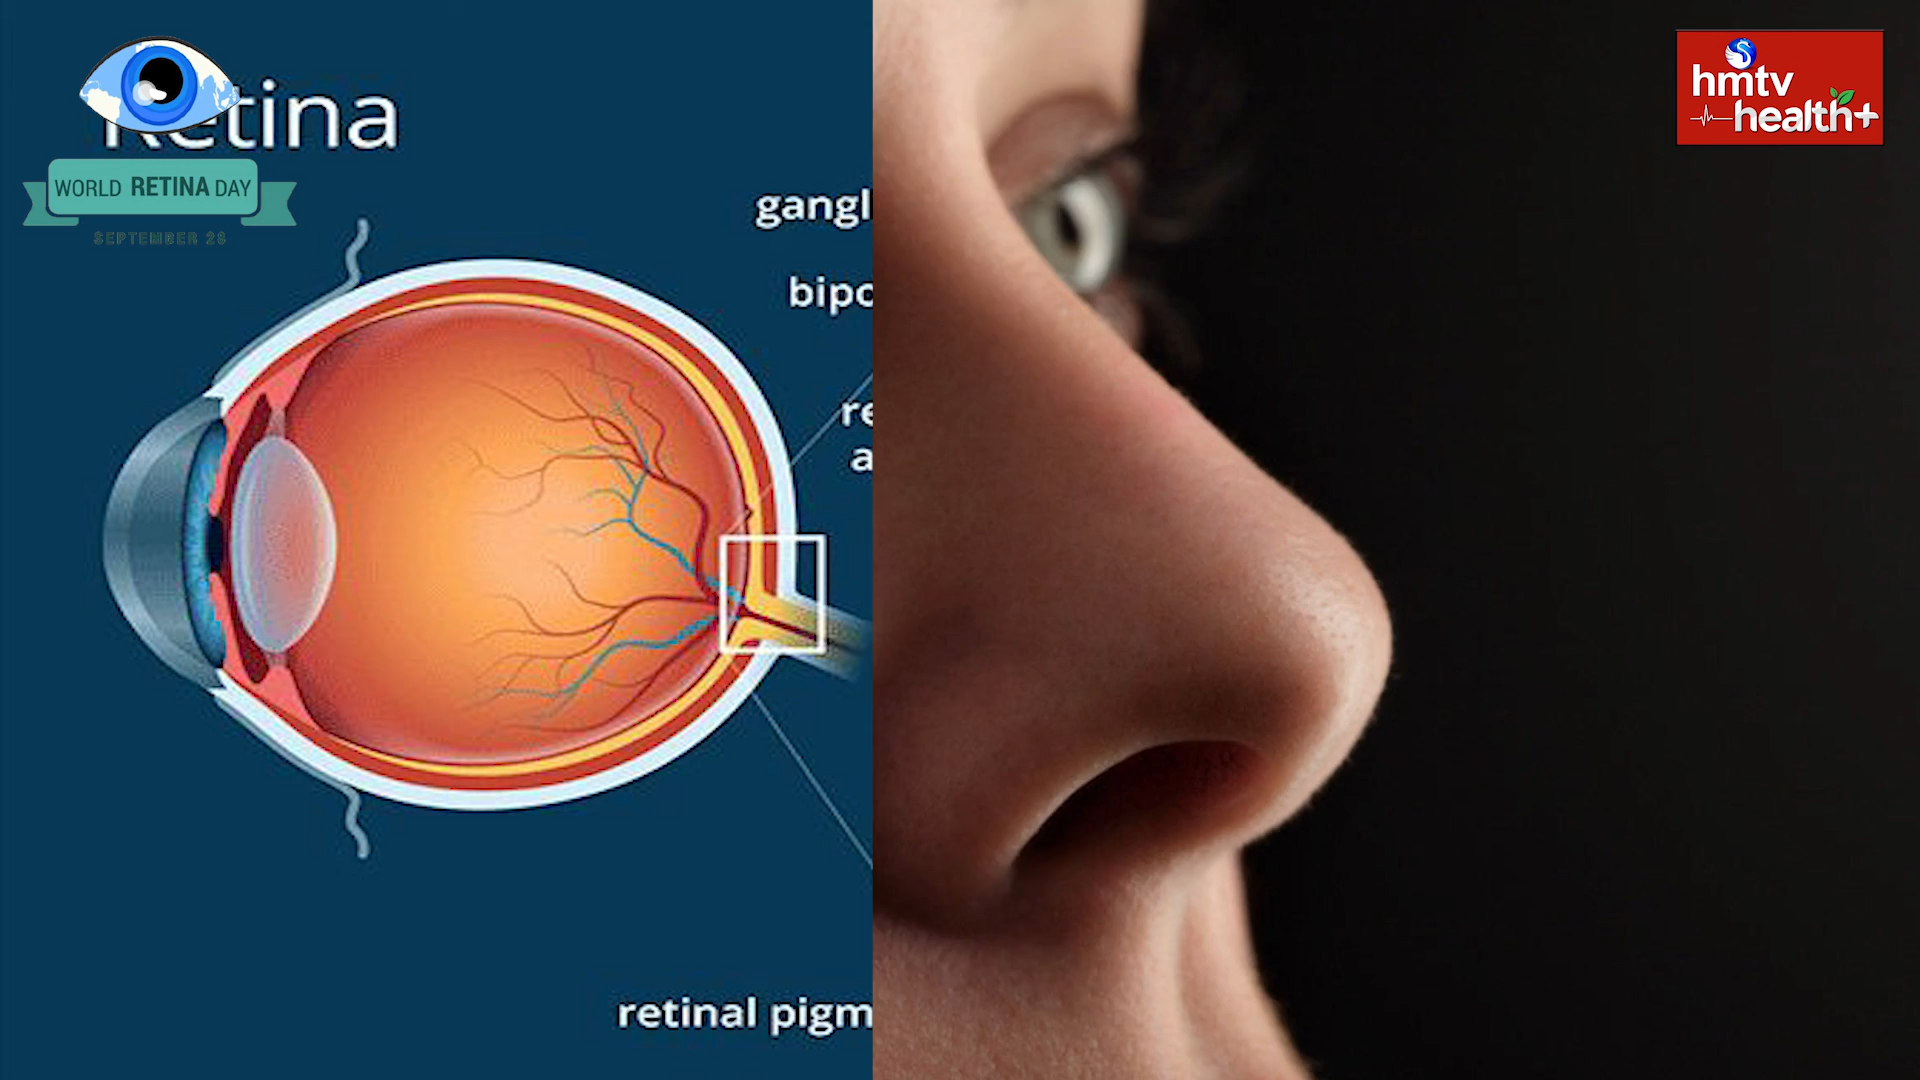 Retina
WORLD RETINA DAY
SEPTEMBER 28
gangl
bipo
re
a
retinal pigm
hmtv
health+